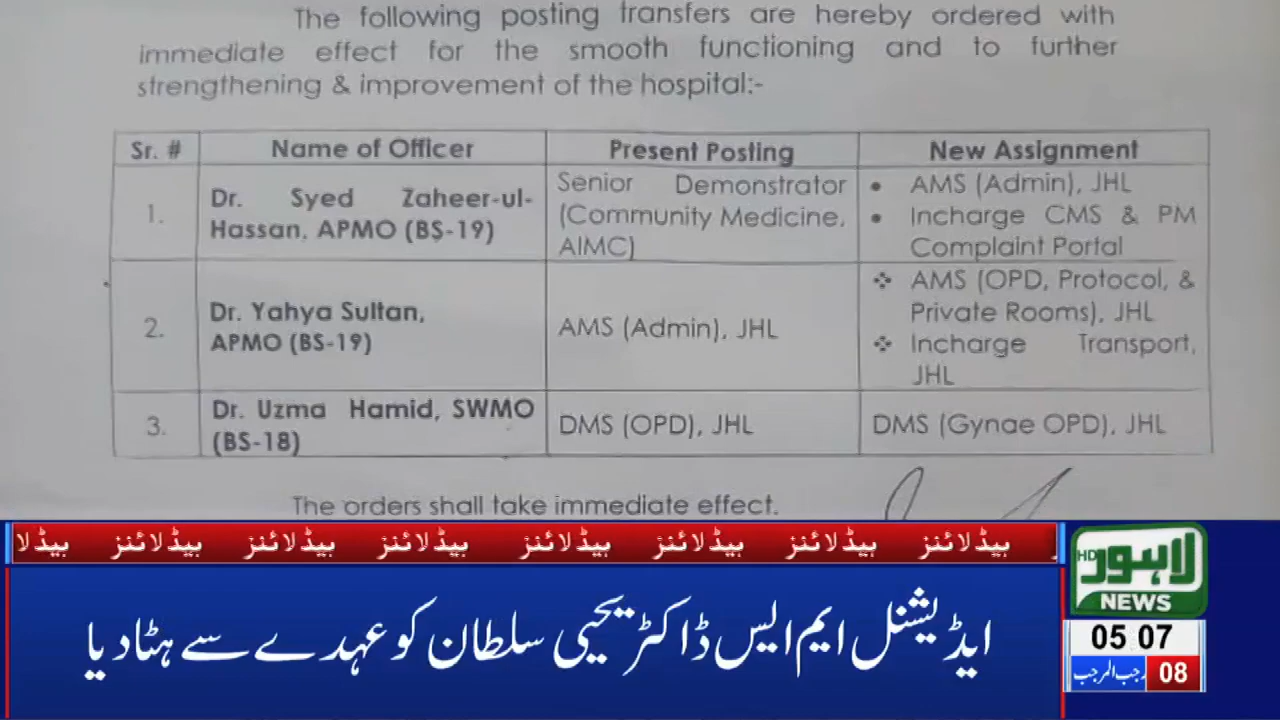 The following posting transfers are hereby ordered with
immediate effect for the smooth functioning and to further
strengthening & improvement of the hospital:-
Sr. # Name of Officer Present Posting New Assignment
1. Dr. Syed Zaheer-ul-Hassan, APMO (BS-19) Senior Demonstrator (Community Medicine, AIMC) • AMS (Admin), JHL • Incharge CMS & PM Complaint Portal
2. Dr. Yahya Sultan, APMO (BS-19) AMS (Admin), JHL ❖ AMS (OPD, Protocol, & Private Rooms), JHL ❖ Incharge Transport, JHL
3. Dr. Uzma Hamid, SWMO (BS-18) DMS (OPD), JHL DMS (Gynae OPD), JHL
The orders shall take immediate effect.
ہیڈلائنز ہیڈلائنز ہیڈلائنز ہیڈلائنز ہیڈلائنز ہیڈلائنز ہیڈلائنز ہیڈلا
ایڈیشنل ایم ایس ڈاکٹر یحیی سلطان کو عہدے سے ہٹا دیا
HD لاہور
NEWS
05 07
08 رجب المرجب